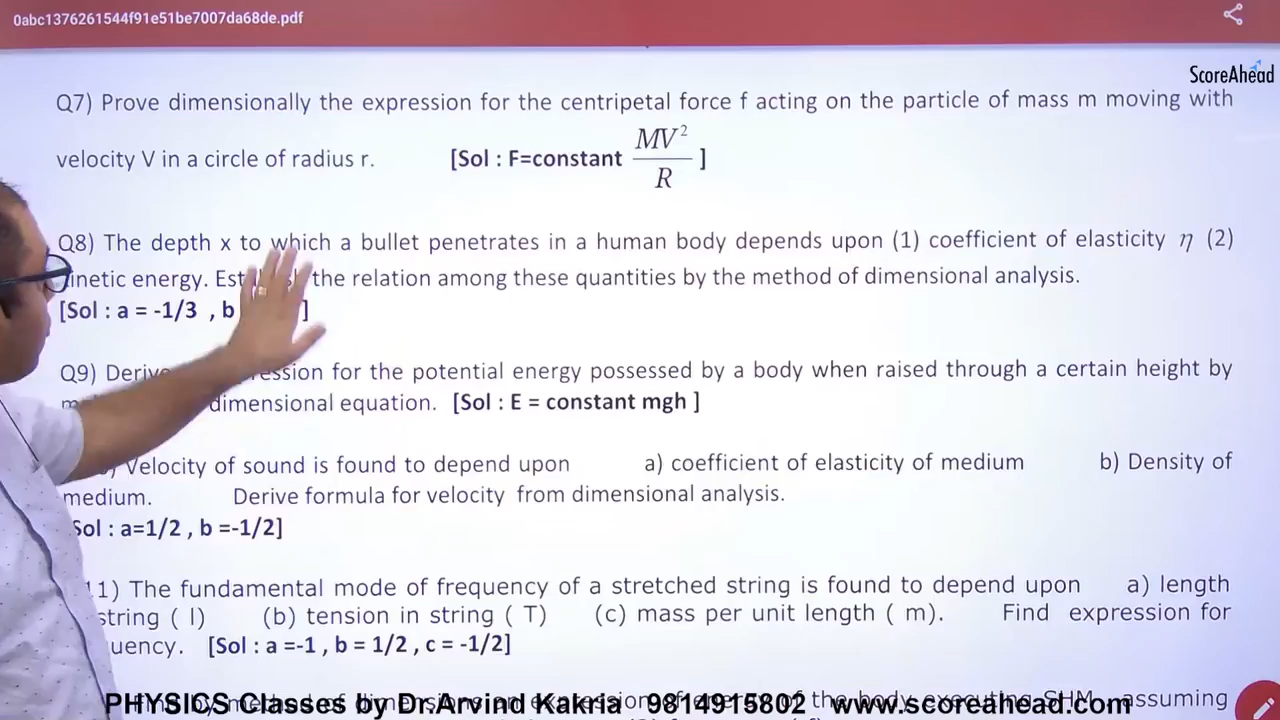 0abc1376261544f91e51be7007da68de.pdf
ScoreAhead
Q7) Prove dimensionally the expression for the centripetal force f acting on the particle of mass m moving with
velocity V in a circle of radius r. [Sol : F=constant MV²/R ]
Q8) The depth x to which a bullet penetrates in a human body depends upon (1) coefficient of elasticity η (2)
inetic energy. Est the relation among these quantities by the method of dimensional analysis.
[Sol : a = -1/3 , b ]
Q9) Derive ession for the potential energy possessed by a body when raised through a certain height by
dimensional equation. [Sol : E = constant mgh ]
) Velocity of sound is found to depend upon a) coefficient of elasticity of medium b) Density of
medium. Derive formula for velocity from dimensional analysis.
Sol : a=1/2 , b =-1/2]
11) The fundamental mode of frequency of a stretched string is found to depend upon a) length
string ( l) (b) tension in string ( T) (c) mass per unit length ( m). Find expression for
uency. [Sol : a =-1 , b = 1/2 , c = -1/2]
the body executing SHM assuming
PHYSICS Classes by Dr.Arvind Kakria 9814915802 www.scoreahead.com